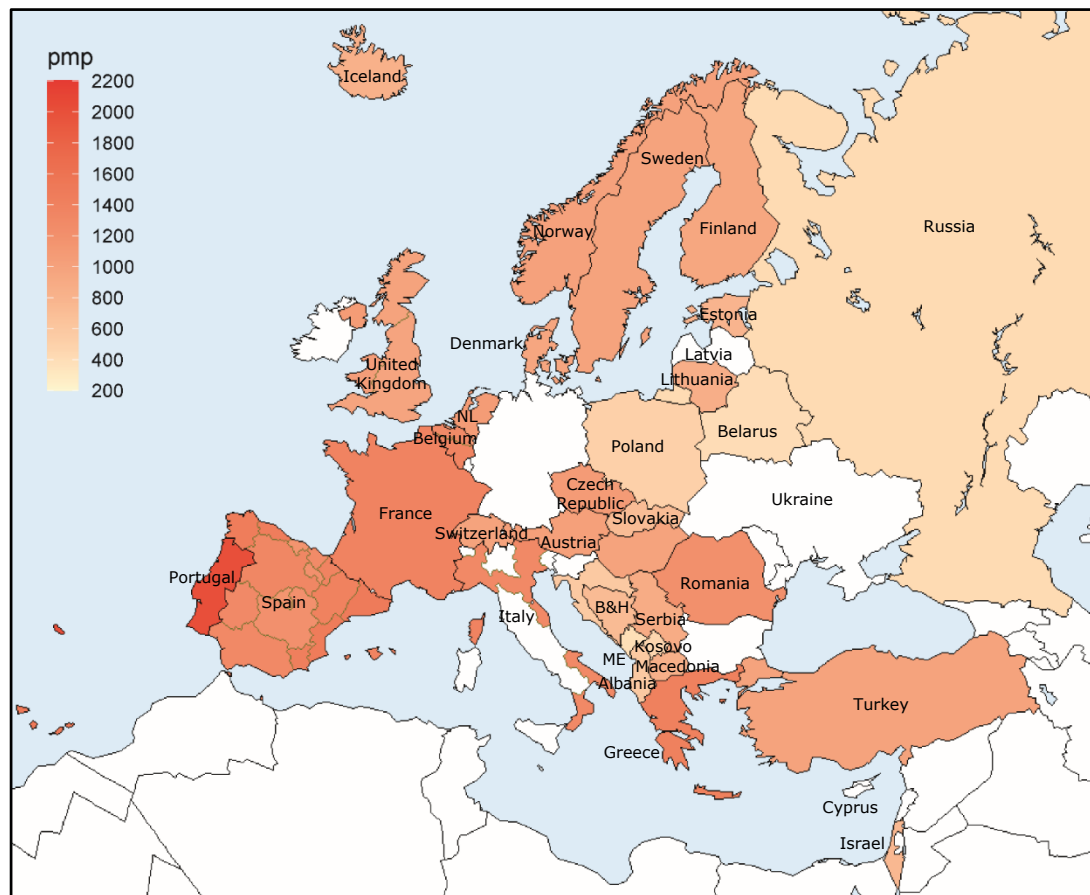 pmp
2200
2000
1800
1600
1400
1200
1000
800
600
400
200
Iceland
Sweden
Norway
Finland
Russia
Estonia
Denmark
Latvia
United
Kingdom
Lithuania
NL
Belgium
Poland
Belarus
Czech
Republic
Ukraine
France
Slovakia
Switzerland
Austria
Portugal
Romania
Spain
Italy
B&H
Serbia
Kosovo
ME
Macedonia
Albania
Turkey
Greece
Cyprus
Israel